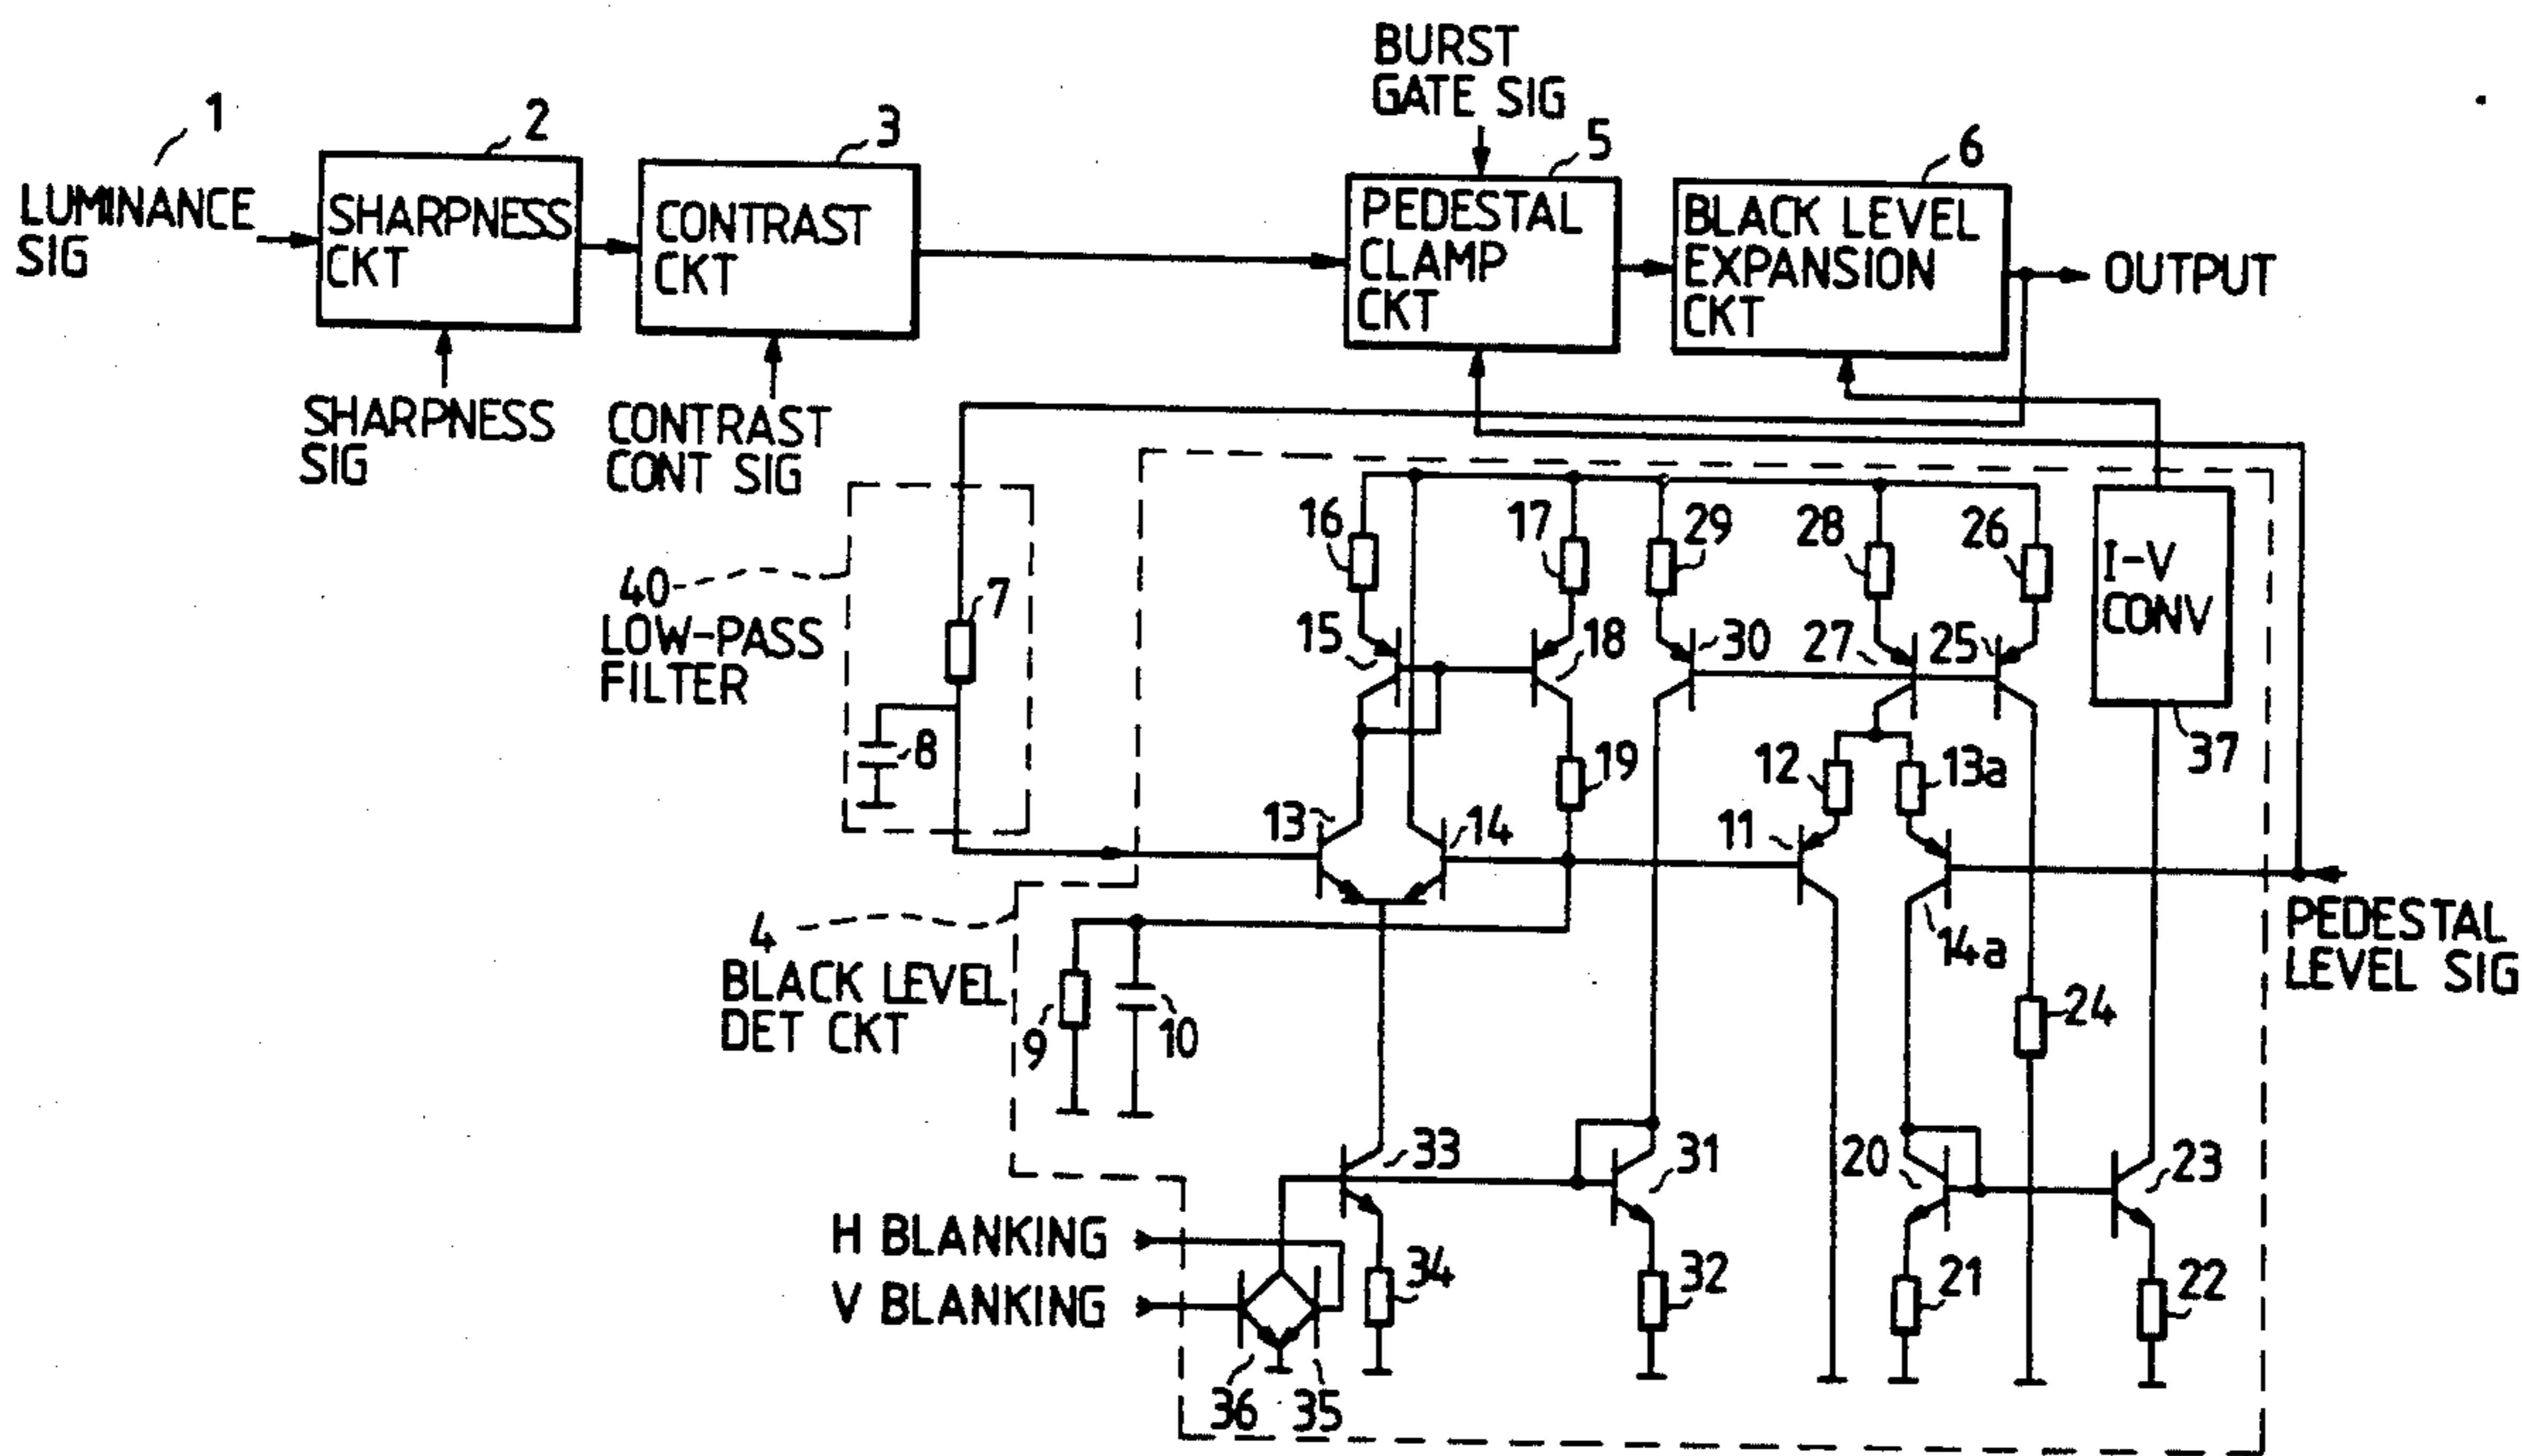 BURST
GATE SIG
1
2
3
5
6
LUMINANCE
SIG
SHARPNESS
CKT
CONTRAST
CKT
PEDESTAL
CLAMP
CKT
BLACK LEVEL
EXPANSION
CKT
OUTPUT
SHARPNESS
SIG
CONTRAST
CONT SIG
40
LOW-PASS
FILTER
7
8
16
17
29
28
26
I-V
CONV
15
18
30
27
25
37
19
12
13a
13
14
11
14a
PEDESTAL
LEVEL SIG
4
BLACK LEVEL
DET CKT
9
10
24
33
31
20
23
H BLANKING
V BLANKING
34
32
21
22
36
35